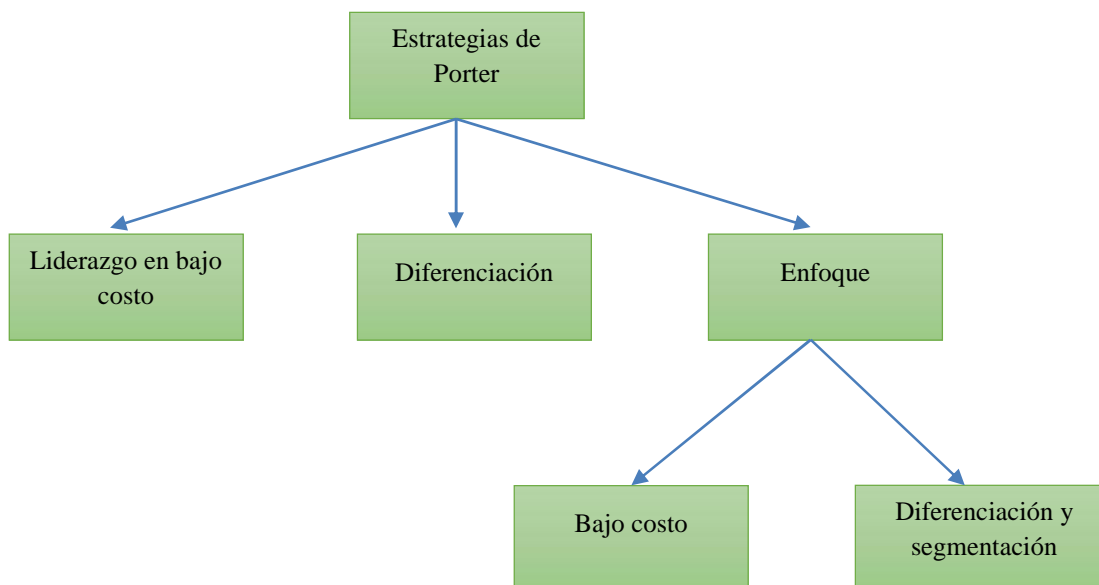 Estrategias de
Porter
Liderazgo en bajo
costo
Diferenciación
Enfoque
Bajo costo
Diferenciación y
segmentación